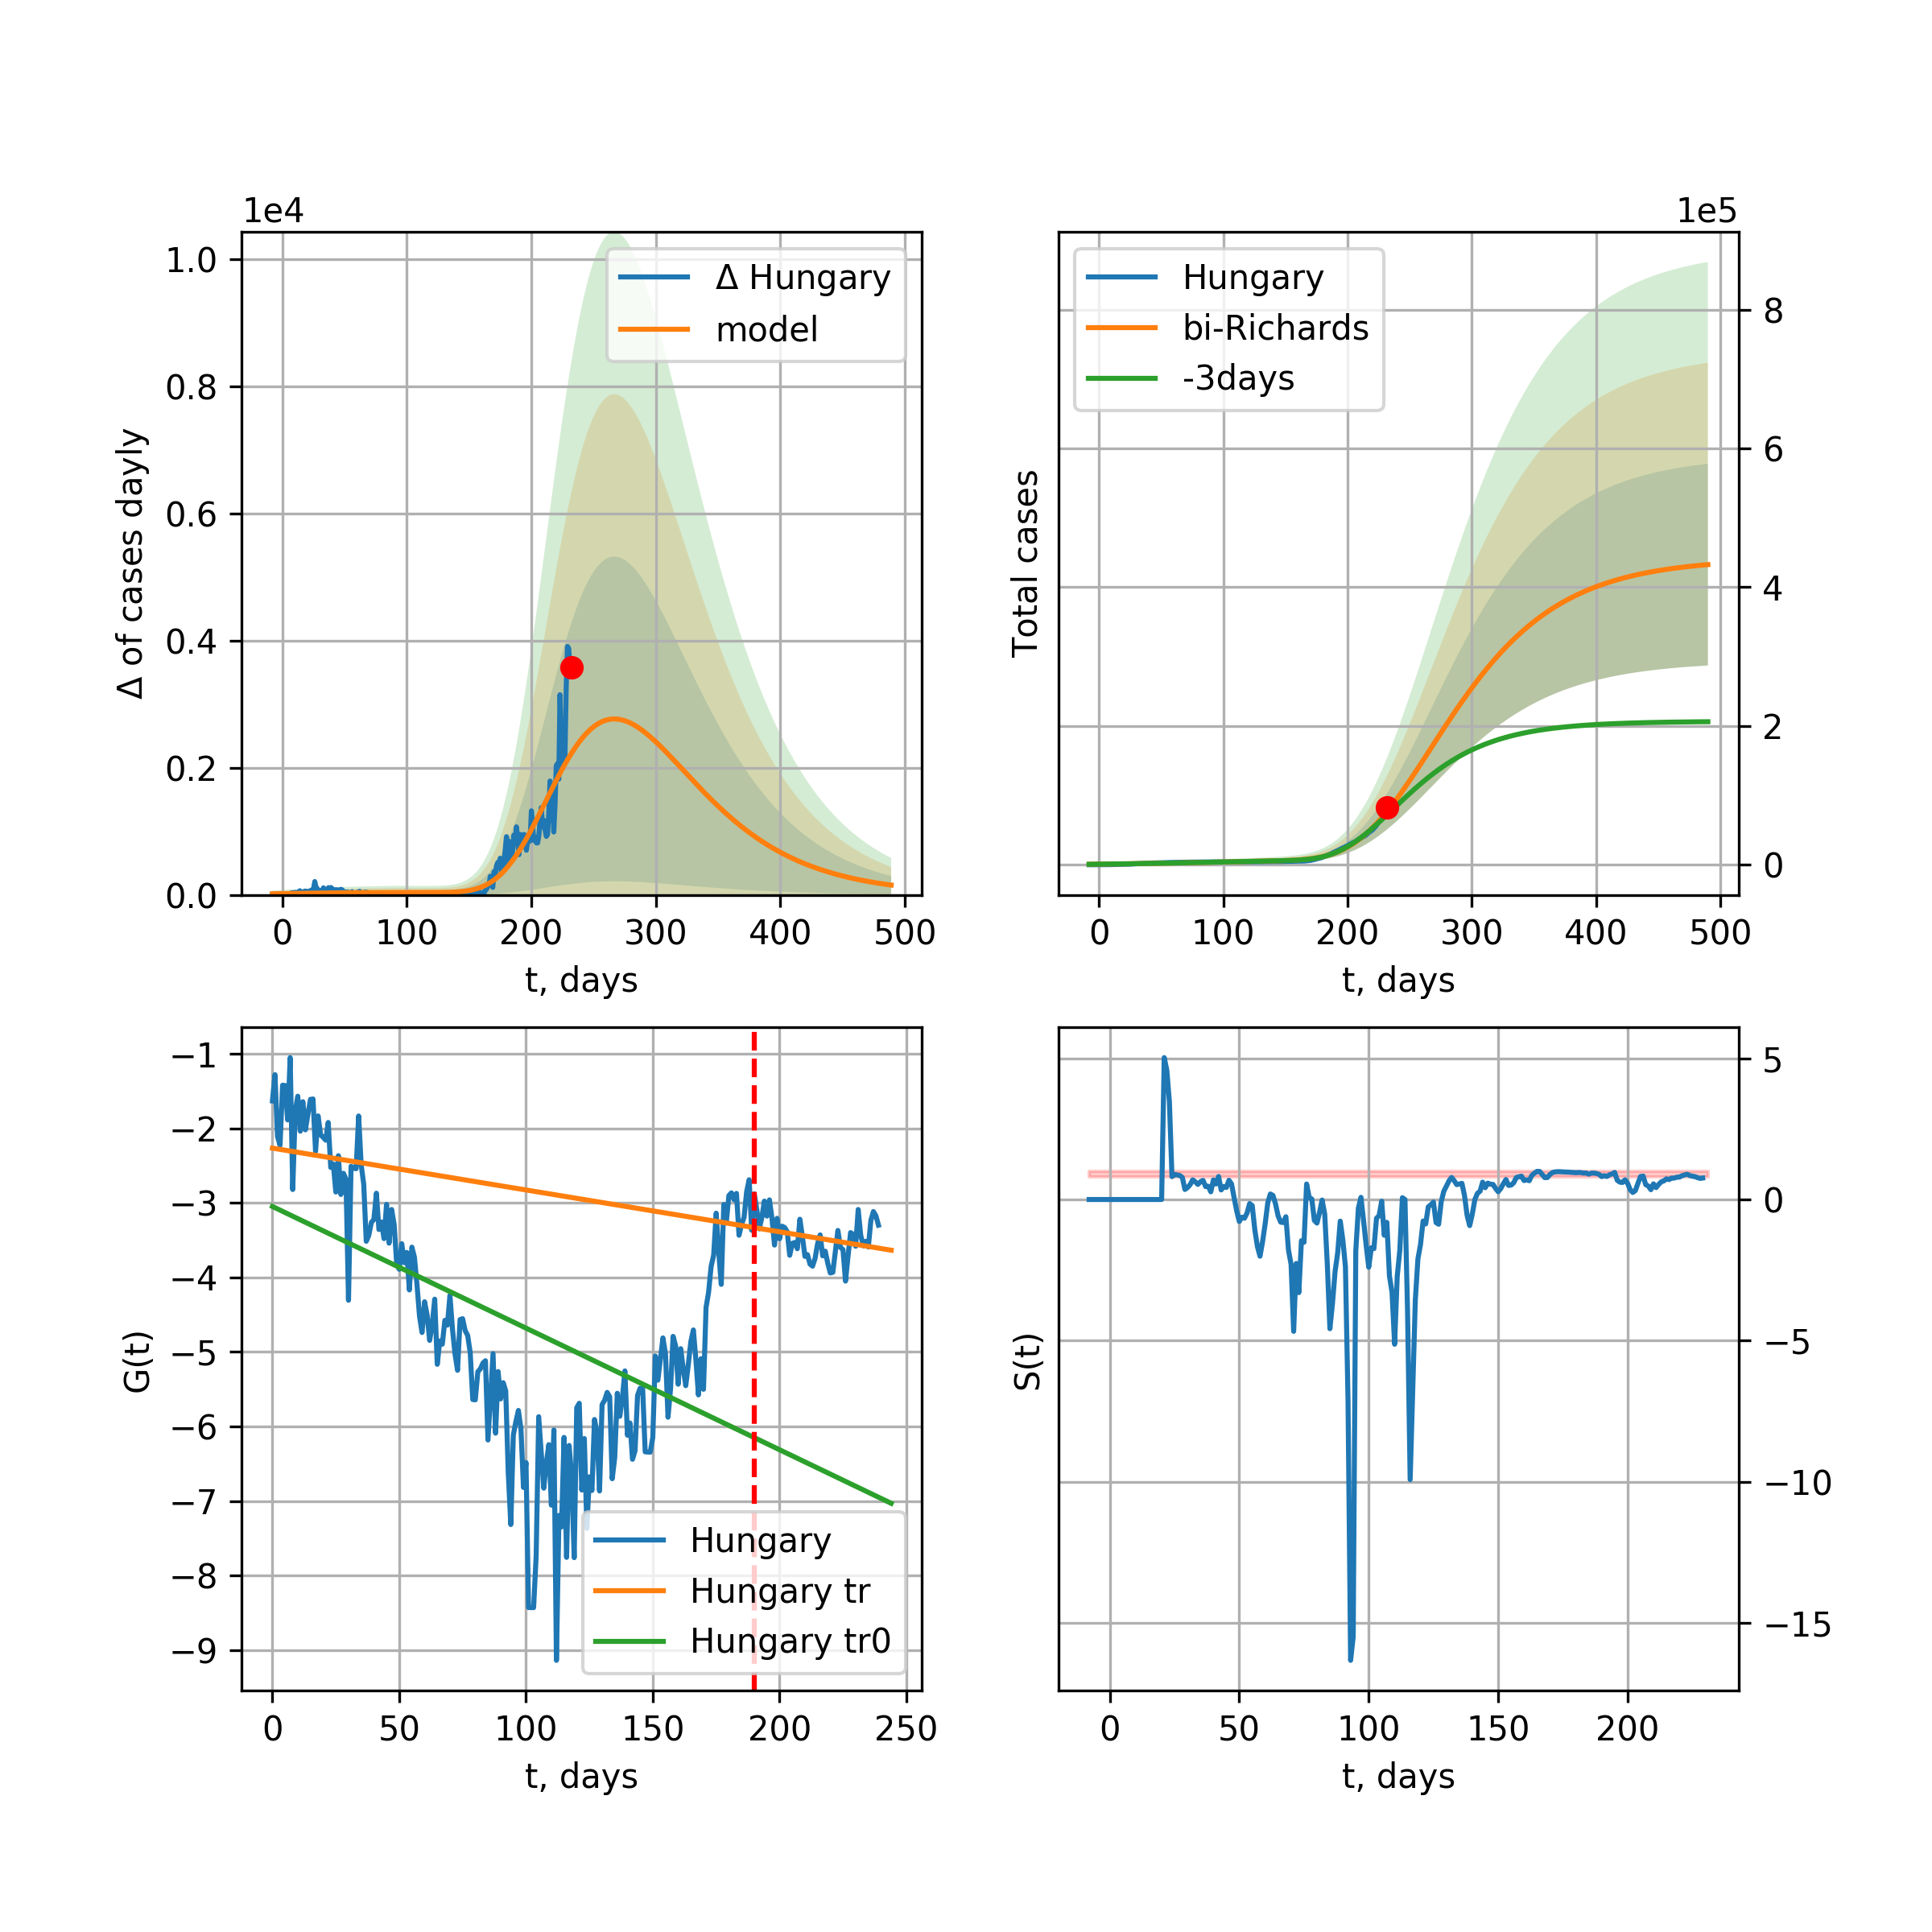 1e4
1.0
0.8
0.6
0.4
0.2
0.0
Δ of cases dayly
Δ Hungary
model
0 100 200 300 400 500
t, days
1e5
Hungary
bi-Richards
-3days
Total cases
8
6
4
2
0
0 100 200 300 400 500
t, days
−1
−2
−3
−4
−5
−6
−7
−8
−9
G(t)
Hungary
Hungary tr
Hungary tr0
0 50 100 150 200 250
t, days
S(t)
5
0
−5
−10
−15
0 50 100 150 200
t, days